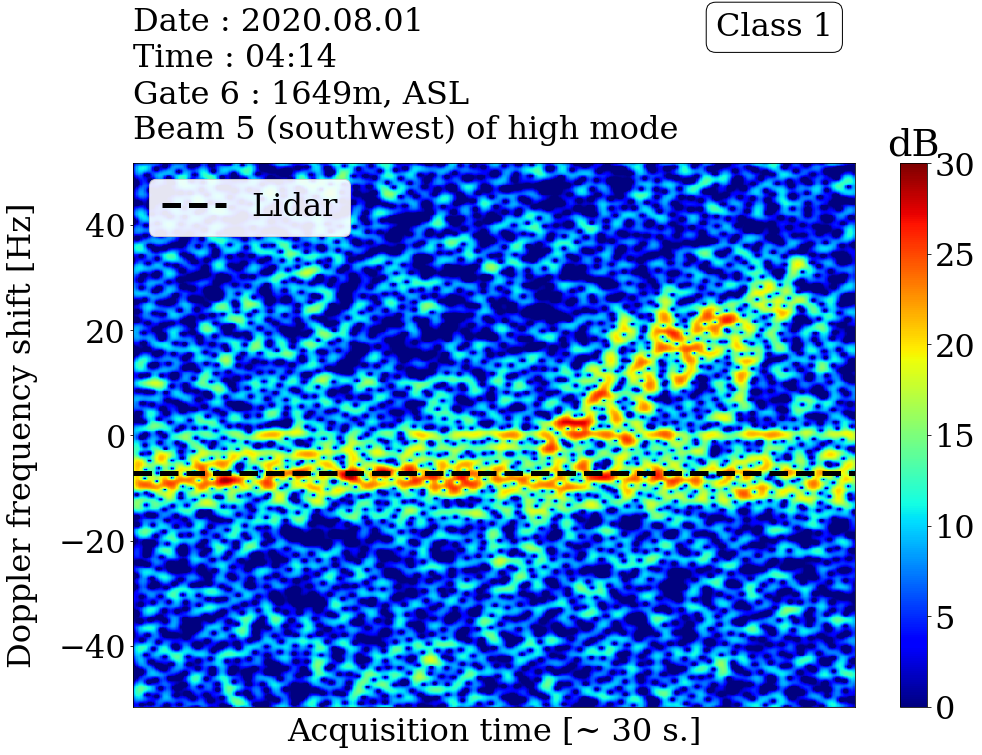 Date : 2020.08.01
Time : 04:14
Gate 6 : 1649m, ASL
Beam 5 (southwest) of high mode
Class 1
dB
Lidar
Doppler frequency shift [Hz]
40
20
0
−20
−40
30
25
20
15
10
5
0
Acquisition time [~ 30 s.]